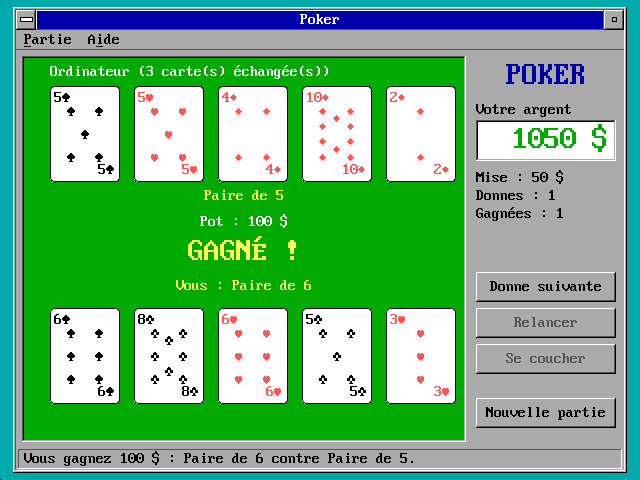 Poker
Partie Aide
Ordinateur (3 carte(s) échangée(s))
5♠ 5♥ 4♦ 10♦ 2♦
5♠ 5♥ 4♦ 10♦ 2♦
Paire de 5
Pot : 100 $
GAGNÉ !
Vous : Paire de 6
6♠ 8♣ 6♥ 5♣ 3♥
6♠ 8♣ 6♥ 5♣ 3♥
POKER
Votre argent
1050 $
Mise : 50 $
Donnes : 1
Gagnées : 1
Donne suivante
Relancer
Se coucher
Nouvelle partie
Vous gagnez 100 $ : Paire de 6 contre Paire de 5.